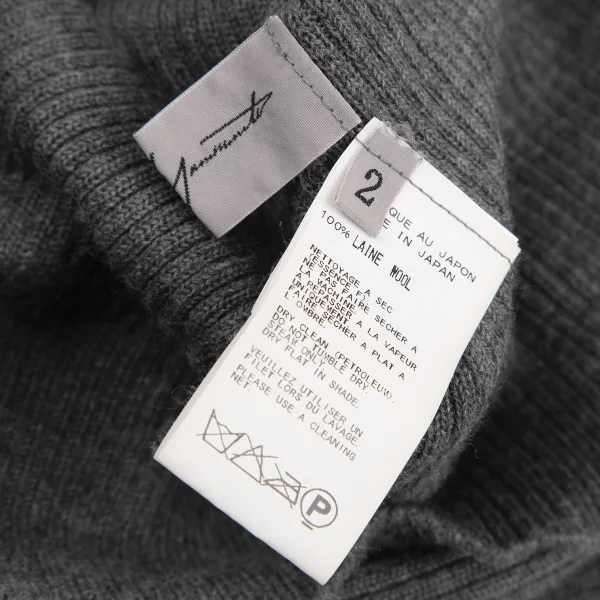 2
QUE AU JAPON
E IN JAPAN
100% LAINE WOOL
NETTOYAGE A SEC
(ESSENCE F).
NE PAS FAIRE SECHER A
LA MACHINE.
A REPASSER A LA VAPEUR
UNIQUEMENT.
FAIRE SECHER A PLAT A
L'OMBRE.
DRY CLEAN (PETROLEUM).
DO NOT TUMBLE DRY.
STEAM ONLY.
DRY FLAT IN SHADE.
VEUILLEZ UTILISER UN
FILET LORS DU LAVAGE.
PLEASE USE A CLEANING
NET.
P